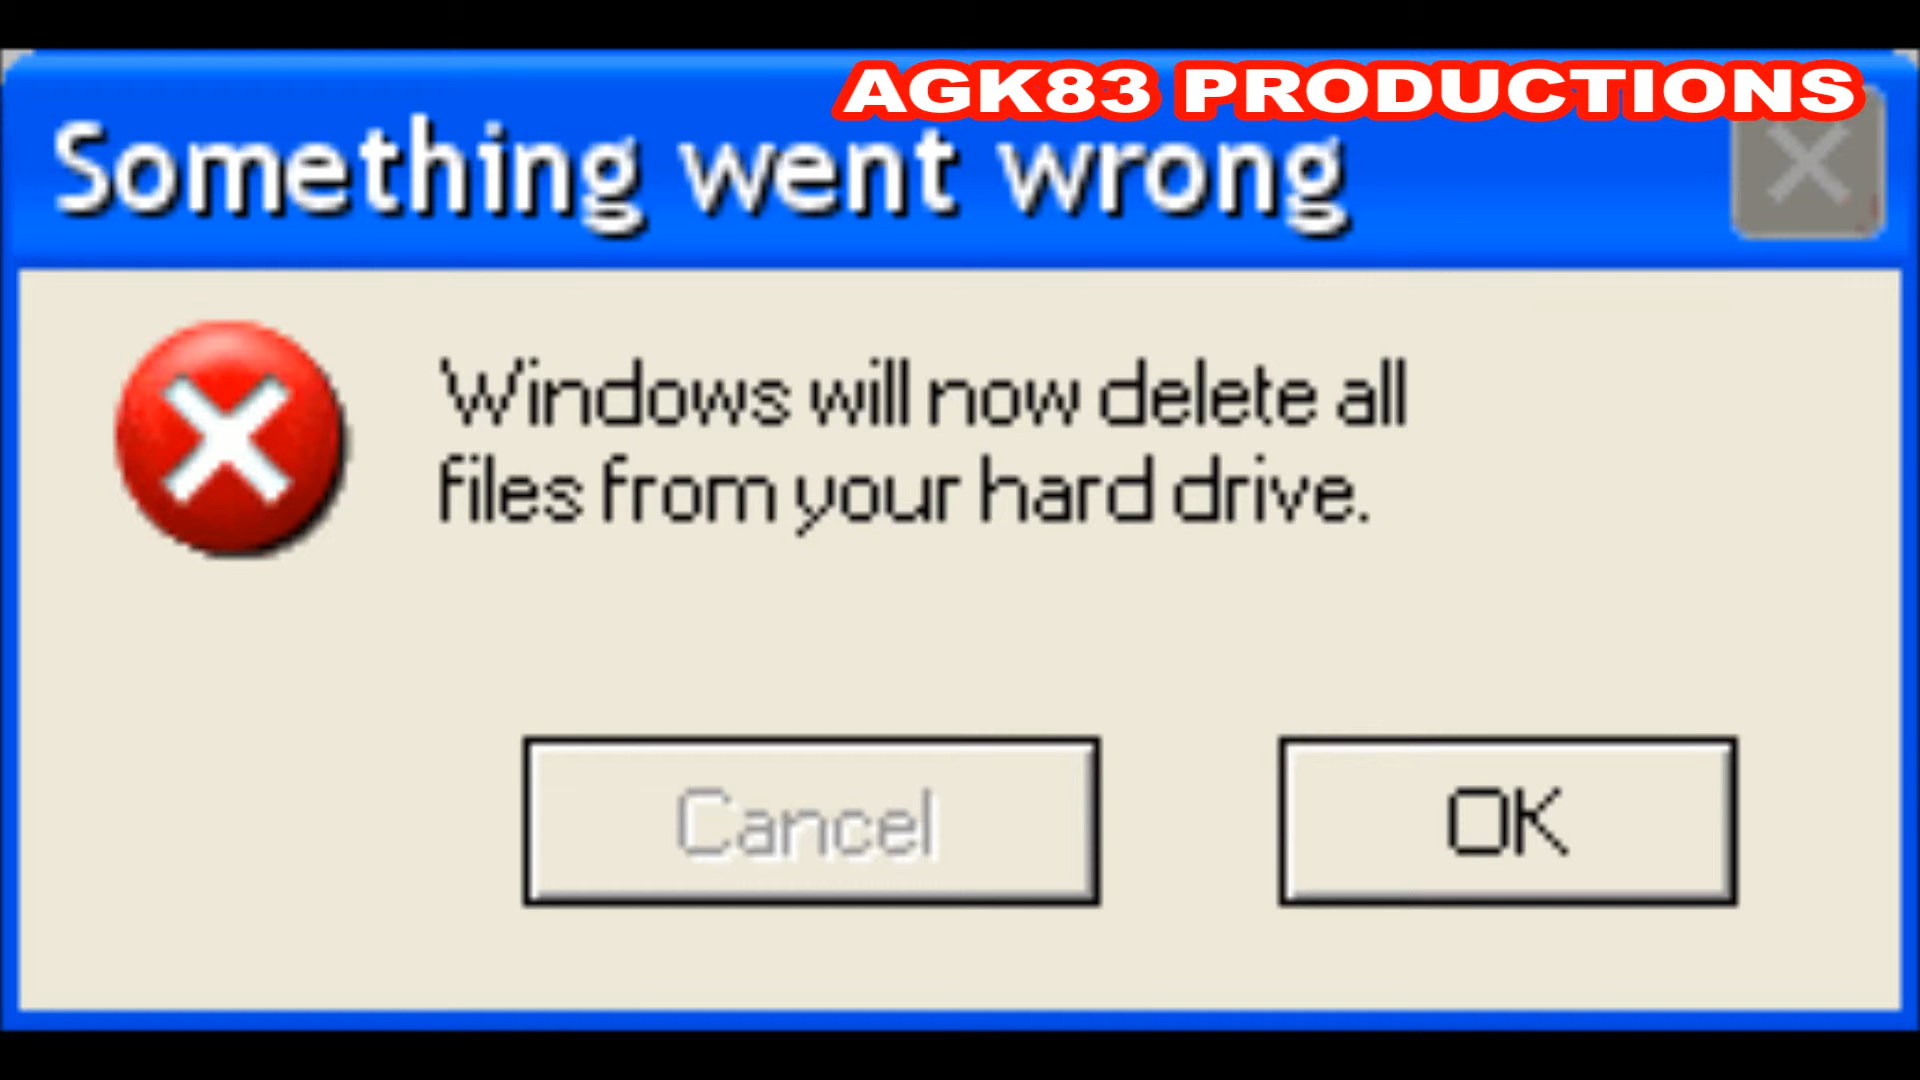 AGK83 PRODUCTIONS
Something went wrong
Windows will now delete all
files from your hard drive.
Cancel
OK